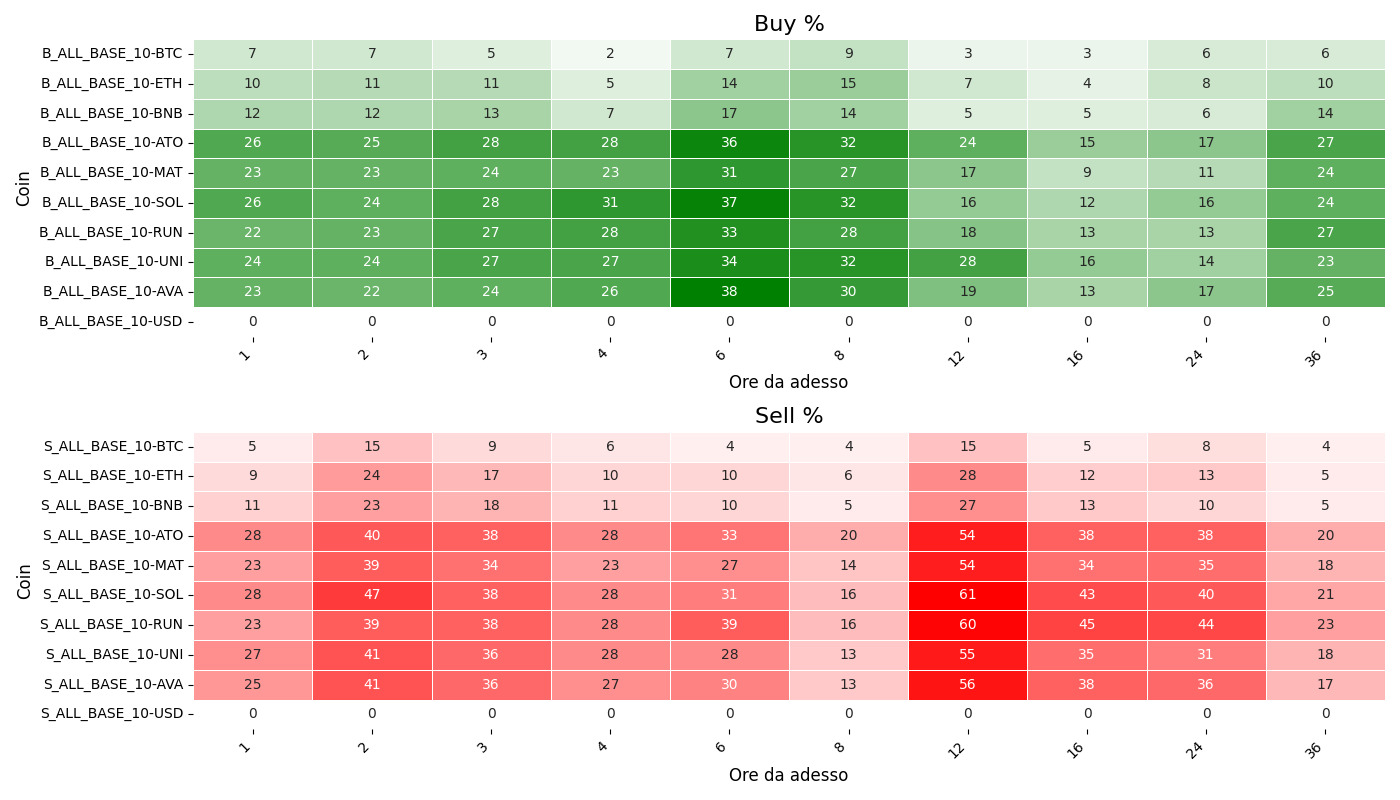 Buy %
Coin
B_ALL_BASE_10-BTC 7 7 5 2 7 9 3 3 6 6
B_ALL_BASE_10-ETH 10 11 11 5 14 15 7 4 8 10
B_ALL_BASE_10-BNB 12 12 13 7 17 14 5 5 6 14
B_ALL_BASE_10-ATO 26 25 28 28 36 32 24 15 17 27
B_ALL_BASE_10-MAT 23 23 24 23 31 27 17 9 11 24
B_ALL_BASE_10-SOL 26 24 28 31 37 32 16 12 16 24
B_ALL_BASE_10-RUN 22 23 27 28 33 28 18 13 13 27
B_ALL_BASE_10-UNI 24 24 27 27 34 32 28 16 14 23
B_ALL_BASE_10-AVA 23 22 24 26 38 30 19 13 17 25
B_ALL_BASE_10-USD 0 0 0 0 0 0 0 0 0 0
1 2 3 4 6 8 12 16 24 36
Ore da adesso
Sell %
Coin
S_ALL_BASE_10-BTC 5 15 9 6 4 4 15 5 8 4
S_ALL_BASE_10-ETH 9 24 17 10 10 6 28 12 13 5
S_ALL_BASE_10-BNB 11 23 18 11 10 5 27 13 10 5
S_ALL_BASE_10-ATO 28 40 38 28 33 20 54 38 38 20
S_ALL_BASE_10-MAT 23 39 34 23 27 14 54 34 35 18
S_ALL_BASE_10-SOL 28 47 38 28 31 16 61 43 40 21
S_ALL_BASE_10-RUN 23 39 38 28 39 16 60 45 44 23
S_ALL_BASE_10-UNI 27 41 36 28 28 13 55 35 31 18
S_ALL_BASE_10-AVA 25 41 36 27 30 13 56 38 36 17
S_ALL_BASE_10-USD 0 0 0 0 0 0 0 0 0 0
1 2 3 4 6 8 12 16 24 36
Ore da adesso